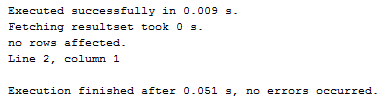 Executed successfully in 0.009 s.
Fetching resultset took 0 s.
no rows affected.
Line 2, column 1
Execution finished after 0.051 s, no errors occurred.